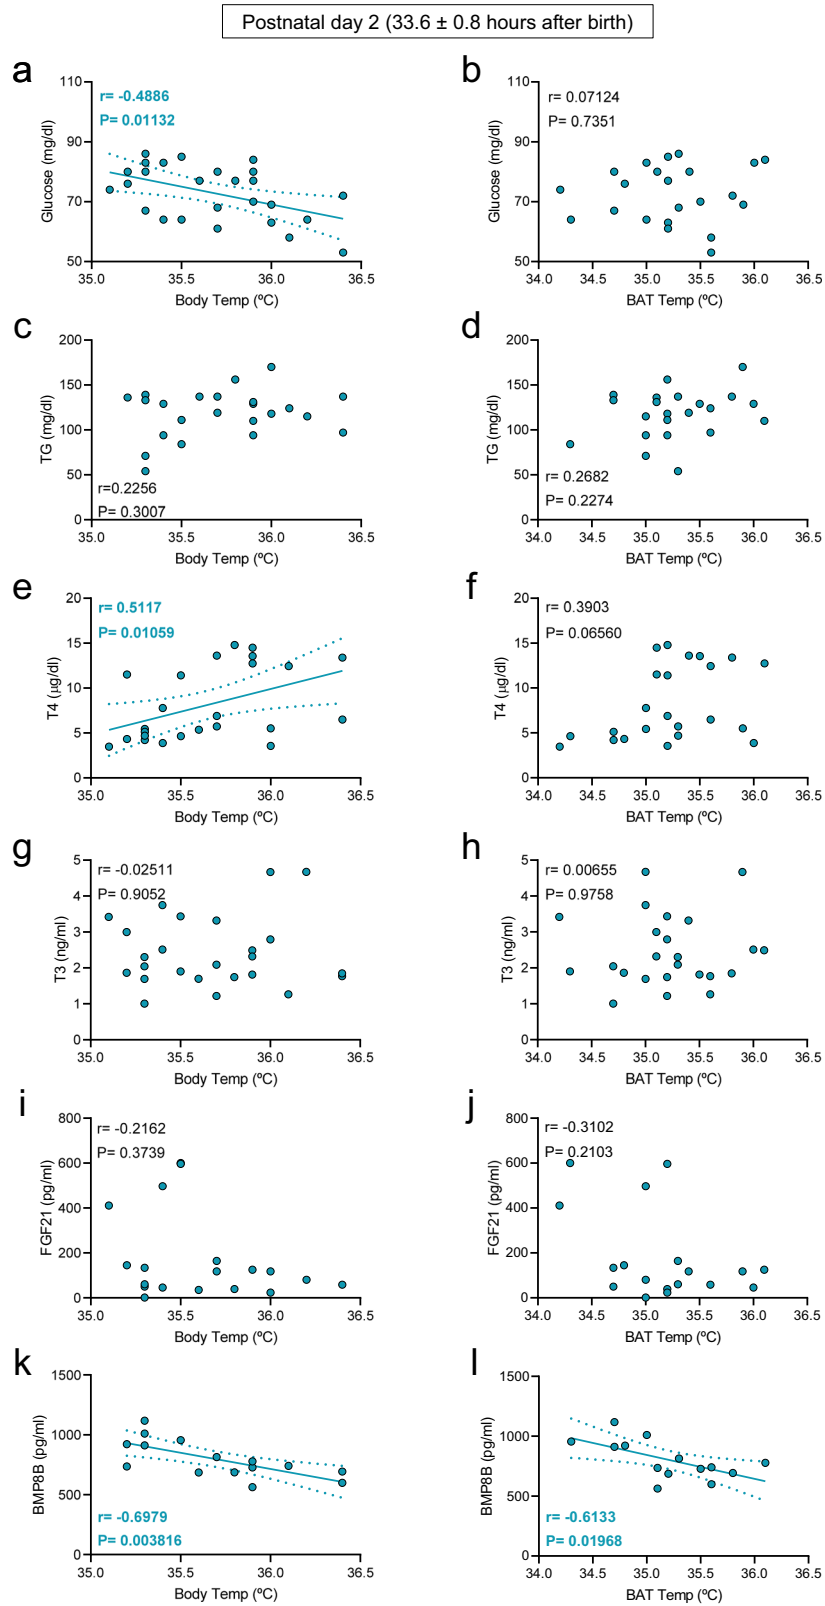 Postnatal day 2 (33.6 ± 0.8 hours after birth)
a
r= -0.4886
P= 0.01132
Glucose (mg/dl)
110
90
70
50
35.0 35.5 36.0 36.5
Body Temp (ºC)
b
r= 0.07124
P= 0.7351
Glucose (mg/dl)
110
90
70
50
34.0 34.5 35.0 35.5 36.0 36.5
BAT Temp (ºC)
c
TG (mg/dl)
200
150
100
50
0
r=0.2256
P= 0.3007
35.0 35.5 36.0 36.5
Body Temp (ºC)
d
TG (mg/dl)
200
150
100
50
0
r= 0.2682
P= 0.2274
34.0 34.5 35.0 35.5 36.0 36.5
BAT Temp (ºC)
e
r= 0.5117
P= 0.01059
T4 (µg/dl)
20
15
10
5
0
35.0 35.5 36.0 36.5
Body Temp (ºC)
f
r= 0.3903
P= 0.06560
T4 (µg/dl)
20
15
10
5
0
34.0 34.5 35.0 35.5 36.0 36.5
BAT Temp (ºC)
g
r= -0.02511
P= 0.9052
T3 (ng/ml)
5
4
3
2
1
0
35.0 35.5 36.0 36.5
Body Temp (ºC)
h
r= 0.00655
P= 0.9758
T3 (ng/ml)
5
4
3
2
1
0
34.0 34.5 35.0 35.5 36.0 36.5
BAT Temp (ºC)
i
r= -0.2162
P= 0.3739
FGF21 (pg/ml)
800
600
400
200
0
35.0 35.5 36.0 36.5
Body Temp (ºC)
j
r= -0.3102
P= 0.2103
FGF21 (pg/ml)
800
600
400
200
0
34.0 34.5 35.0 35.5 36.0 36.5
BAT Temp (ºC)
k
BMP8B (pg/ml)
1500
1000
500
0
r= -0.6979
P= 0.003816
35.0 35.5 36.0 36.5
Body Temp (ºC)
l
BMP8B (pg/ml)
1500
1000
500
0
r= -0.6133
P= 0.01968
34.0 34.5 35.0 35.5 36.0 36.5
BAT Temp (ºC)